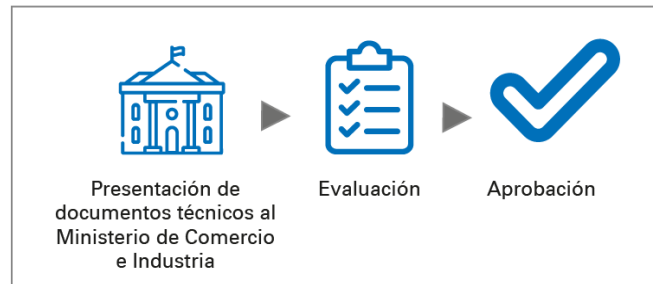 Presentación de
documentos técnicos al
Ministerio de Comercio
e Industria
Evaluación
Aprobación